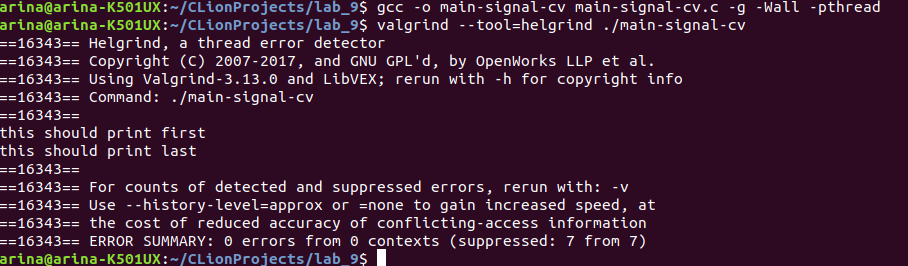 arina@arina-K501UX:~/CLionProjects/lab_9$ gcc -o main-signal-cv main-signal-cv.c -g -Wall -pthread
arina@arina-K501UX:~/CLionProjects/lab_9$ valgrind --tool=helgrind ./main-signal-cv
==16343== Helgrind, a thread error detector
==16343== Copyright (C) 2007-2017, and GNU GPL'd, by OpenWorks LLP et al.
==16343== Using Valgrind-3.13.0 and LibVEX; rerun with -h for copyright info
==16343== Command: ./main-signal-cv
==16343==
this should print first
this should print last
==16343==
==16343== For counts of detected and suppressed errors, rerun with: -v
==16343== Use --history-level=approx or =none to gain increased speed, at
==16343== the cost of reduced accuracy of conflicting-access information
==16343== ERROR SUMMARY: 0 errors from 0 contexts (suppressed: 7 from 7)
arina@arina-K501UX:~/CLionProjects/lab_9$